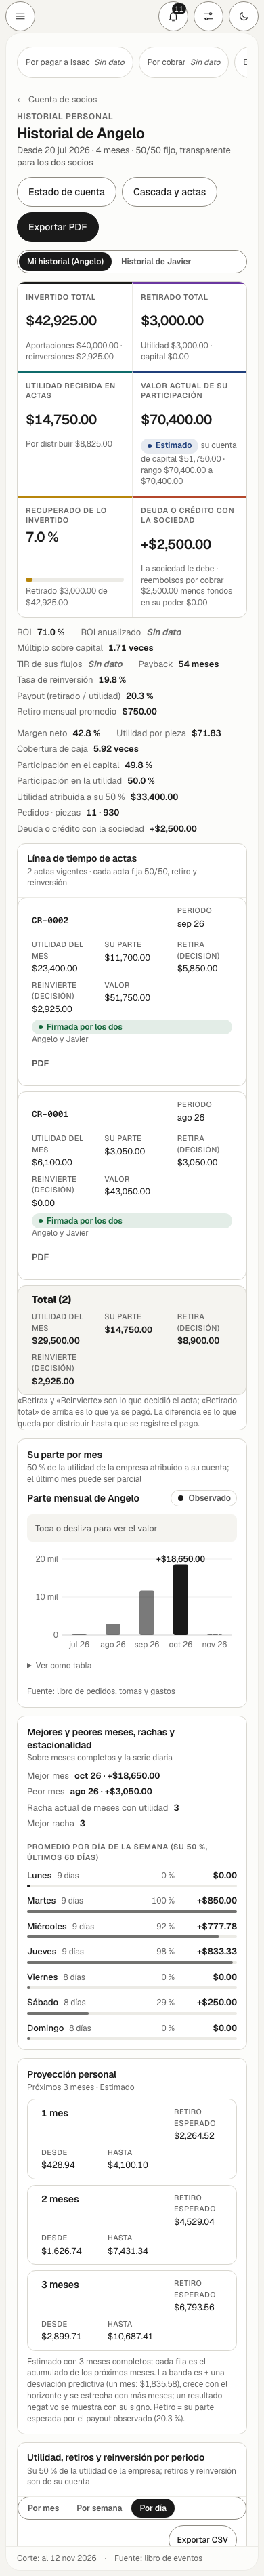 11
Por pagar a Isaac Sin dato
Por cobrar Sin dato
← Cuenta de socios
HISTORIAL PERSONAL
Historial de Angelo
Desde 20 jul 2026 · 4 meses · 50/50 fijo, transparente
para los dos socios
Estado de cuenta
Cascada y actas
Exportar PDF
Mi historial (Angelo)
Historial de Javier
INVERTIDO TOTAL
$42,925.00
Aportaciones $40,000.00 ·
reinversiones $2,925.00
RETIRADO TOTAL
$3,000.00
Utilidad $3,000.00 ·
capital $0.00
UTILIDAD RECIBIDA EN
ACTAS
$14,750.00
Por distribuir $8,825.00
VALOR ACTUAL DE SU
PARTICIPACIÓN
$70,400.00
Estimado su cuenta
de capital $51,750.00 ·
rango $70,400.00 a
$70,400.00
RECUPERADO DE LO
INVERTIDO
7.0 %
Retirado $3,000.00 de
$42,925.00
DEUDA O CRÉDITO CON
LA SOCIEDAD
+$2,500.00
La sociedad le debe ·
reembolsos por cobrar
$2,500.00 menos fondos
en su poder $0.00
ROI 71.0 % ROI anualizado Sin dato
Múltiplo sobre capital 1.71 veces
TIR de sus flujos Sin dato Payback 54 meses
Tasa de reinversión 19.8 %
Payout (retirado / utilidad) 20.3 %
Retiro mensual promedio $750.00
Margen neto 42.8 % Utilidad por pieza $71.83
Cobertura de caja 5.92 veces
Participación en el capital 49.8 %
Participación en la utilidad 50.0 %
Utilidad atribuida a su 50 % $33,400.00
Pedidos · piezas 11 · 930
Deuda o crédito con la sociedad +$2,500.00
Línea de tiempo de actas
2 actas vigentes · cada acta fija 50/50, retiro y
reinversión
CR-0002
PERIODO
sep 26
UTILIDAD DEL
MES
$23,400.00
SU PARTE
$11,700.00
RETIRA
(DECISIÓN)
$5,850.00
REINVIERTE
(DECISIÓN)
$2,925.00
VALOR
$51,750.00
Firmada por los dos
Angelo y Javier
PDF
CR-0001
PERIODO
ago 26
UTILIDAD DEL
MES
$6,100.00
SU PARTE
$3,050.00
RETIRA
(DECISIÓN)
$3,050.00
REINVIERTE
(DECISIÓN)
$0.00
VALOR
$43,050.00
Firmada por los dos
Angelo y Javier
PDF
Total (2)
UTILIDAD DEL
MES
$29,500.00
SU PARTE
$14,750.00
RETIRA
(DECISIÓN)
$8,900.00
REINVIERTE
(DECISIÓN)
$2,925.00
«Retira» y «Reinvierte» son lo que decidió el acta; «Retirado
total» de arriba es lo que ya se pagó. La diferencia es lo que
queda por distribuir hasta que se registre el pago.
Su parte por mes
50 % de la utilidad de la empresa atribuido a su cuenta;
el último mes puede ser parcial
Parte mensual de Angelo
Observado
Toca o desliza para ver el valor
+$18,650.00
20 mil
10 mil
0
jul 26 ago 26 sep 26 oct 26 nov 26
▶ Ver como tabla
Fuente: libro de pedidos, tomas y gastos
Mejores y peores meses, rachas y
estacionalidad
Sobre meses completos y la serie diaria
Mejor mes oct 26 · +$18,650.00
Peor mes ago 26 · +$3,050.00
Racha actual de meses con utilidad 3
Mejor racha 3
PROMEDIO POR DÍA DE LA SEMANA (SU 50 %,
ÚLTIMOS 60 DÍAS)
Lunes 9 días 0 % $0.00
Martes 9 días 100 % +$850.00
Miércoles 9 días 92 % +$777.78
Jueves 9 días 98 % +$833.33
Viernes 8 días 0 % $0.00
Sábado 8 días 29 % +$250.00
Domingo 8 días 0 % $0.00
Proyección personal
Próximos 3 meses · Estimado
1 mes
RETIRO
ESPERADO
$2,264.52
DESDE
$428.94
HASTA
$4,100.10
2 meses
RETIRO
ESPERADO
$4,529.04
DESDE
$1,626.74
HASTA
$7,431.34
3 meses
RETIRO
ESPERADO
$6,793.56
DESDE
$2,899.71
HASTA
$10,687.41
Estimado con 3 meses completos; cada fila es el
acumulado de los próximos meses. La banda es ± una
desviación predictiva (un mes: $1,835.58), crece con el
horizonte y se estrecha con más meses; un resultado
negativo se muestra con su signo. Retiro = su parte
esperada por el payout observado (20.3 %).
Utilidad, retiros y reinversión por periodo
Su 50 % de la utilidad de la empresa; retiros y reinversión
son de su cuenta
Por mes
Por semana
Por día
Exportar CSV
Corte: al 12 nov 2026 · Fuente: libro de eventos